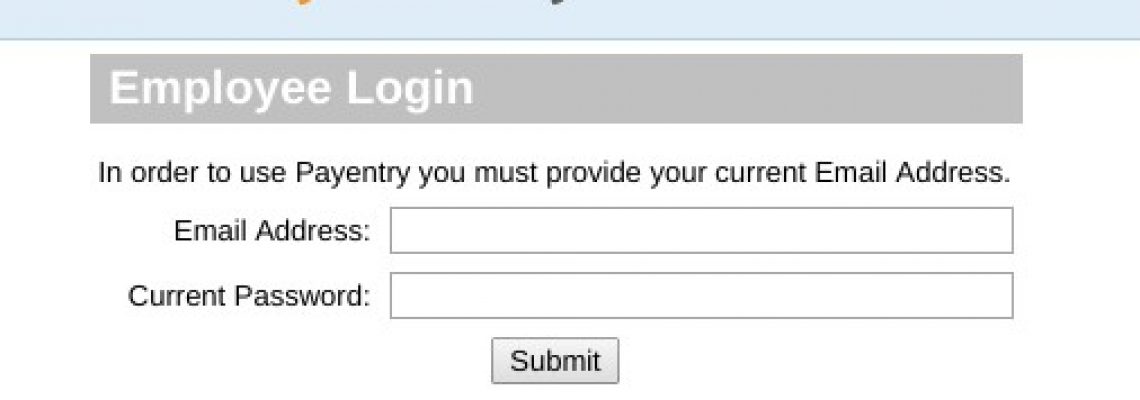 Employee Login
In order to use Payentry you must provide your current Email Address.
Email Address:
Current Password:
Submit